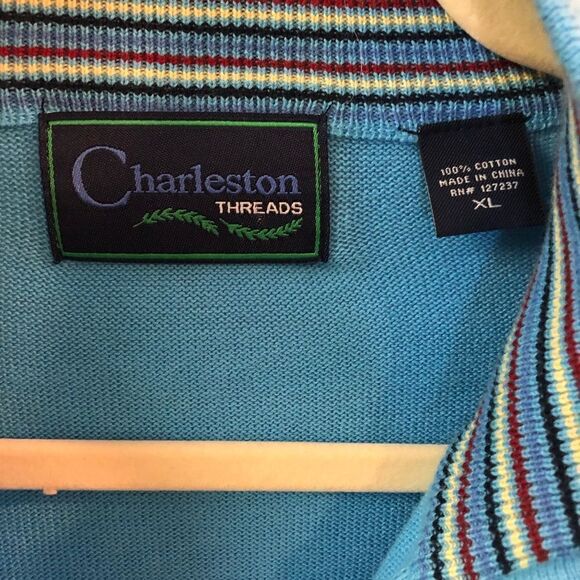 Charleston
THREADS
100% COTTON
MADE IN CHINA
RN# 127237
XL